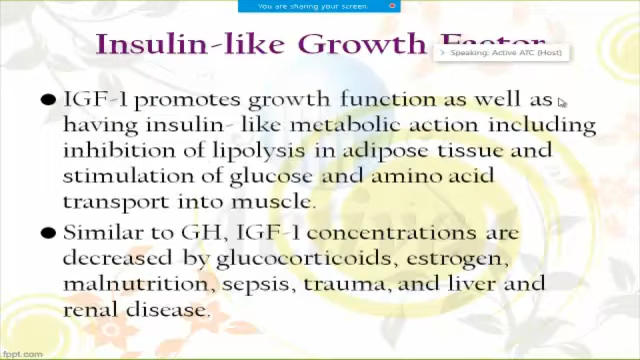 You are sharing your screen.
Insulin-like Growth Factor
Speaking: Active ATC (Host)
● IGF-1 promotes growth function as well as
having insulin- like metabolic action including
inhibition of lipolysis in adipose tissue and
stimulation of glucose and amino acid
transport into muscle.
● Similar to GH, IGF-1 concentrations are
decreased by glucocorticoids, estrogen,
malnutrition, sepsis, trauma, and liver and
renal disease.
fppt.com